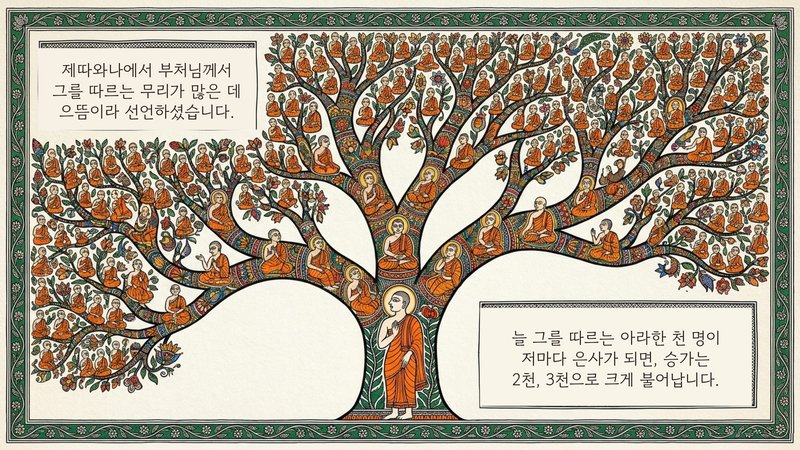 제따와나에서 부처님께서
그를 따르는 무리가 많은 데
으뜸이라 선언하셨습니다.
늘 그를 따르는 아라한 천 명이
저마다 은사가 되면, 승가는
2천, 3천으로 크게 불어납니다.